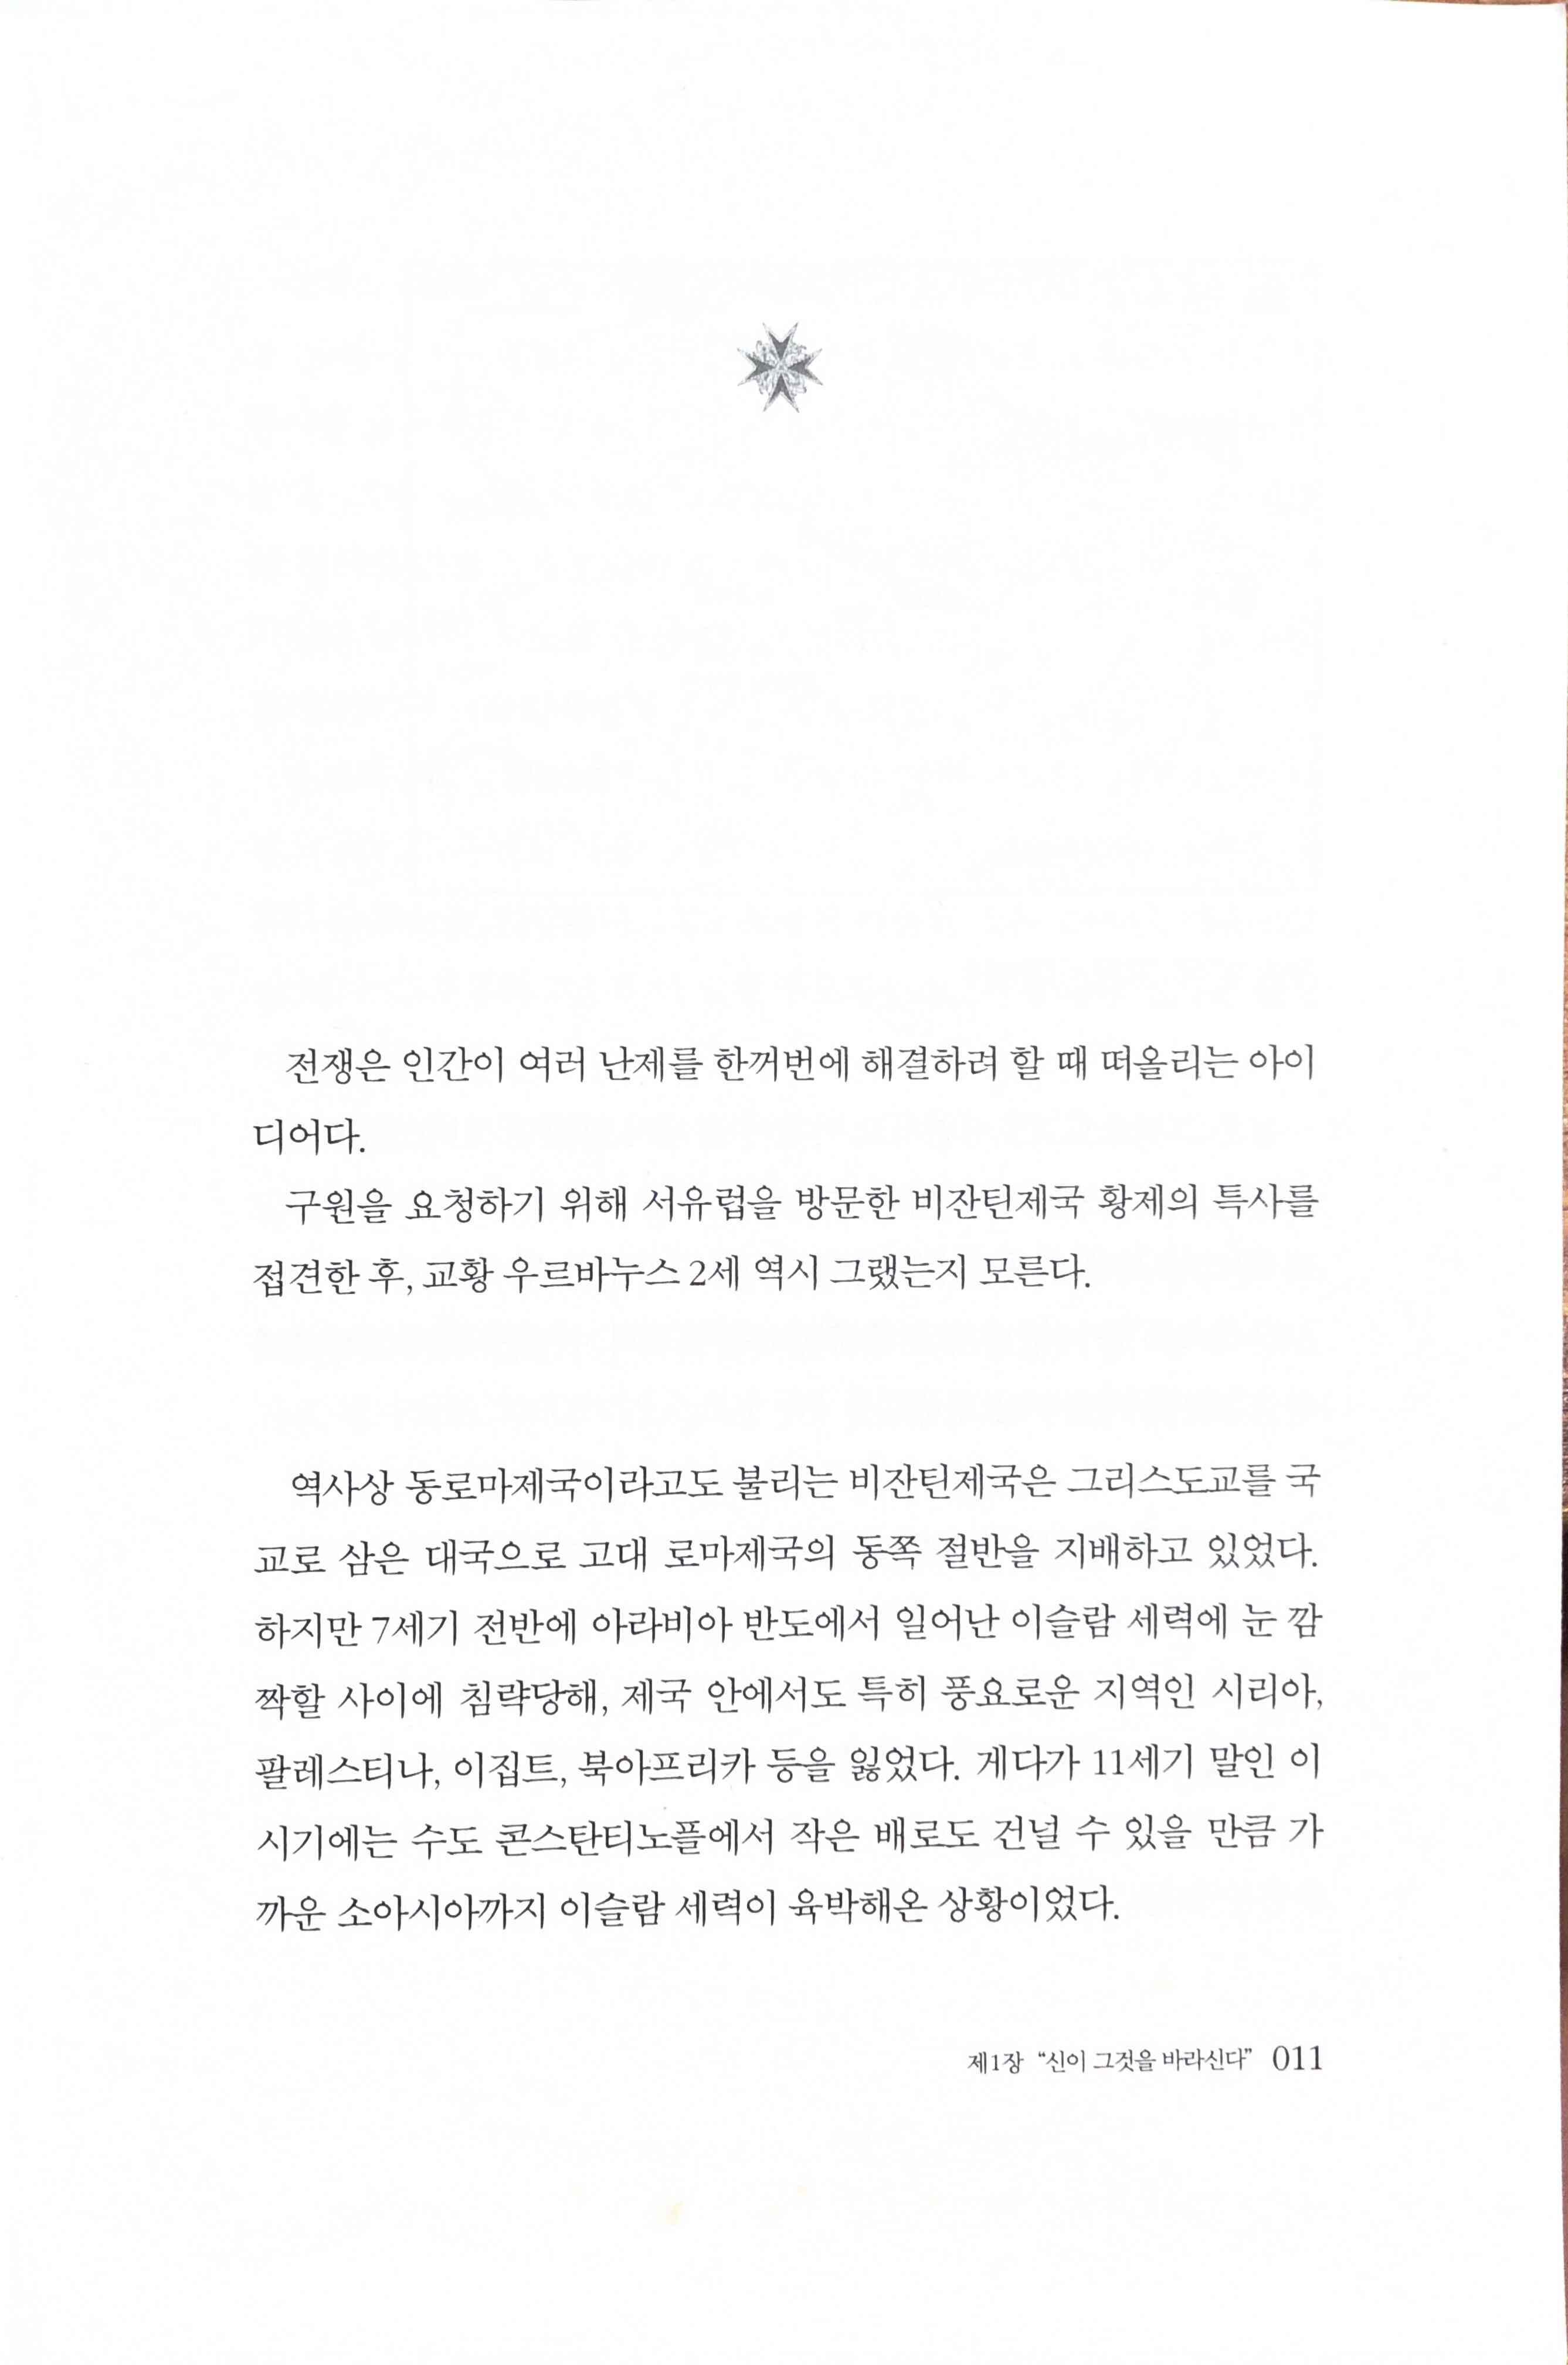 전쟁은 인간이 여러 난제를 한꺼번에 해결하려 할 때 떠올리는 아이
디어다.
구원을 요청하기 위해 서유럽을 방문한 비잔틴제국 황제의 특사를
접견한 후, 교황 우르바누스 2세 역시 그랬는지 모른다.
역사상 동로마제국이라고도 불리는 비잔틴제국은 그리스도교를 국
교로 삼은 대국으로 고대 로마제국의 동쪽 절반을 지배하고 있었다.
하지만 7세기 전반에 아라비아 반도에서 일어난 이슬람 세력에 눈 깜
짝할 사이에 침략당해, 제국 안에서도 특히 풍요로운 지역인 시리아,
팔레스티나, 이집트, 북아프리카 등을 잃었다. 게다가 11세기 말인 이
시기에는 수도 콘스탄티노플에서 작은 배로도 건널 수 있을 만큼 가
까운 소아시아까지 이슬람 세력이 육박해온 상황이었다.
제1장 “신이 그것을 바라신다” 011